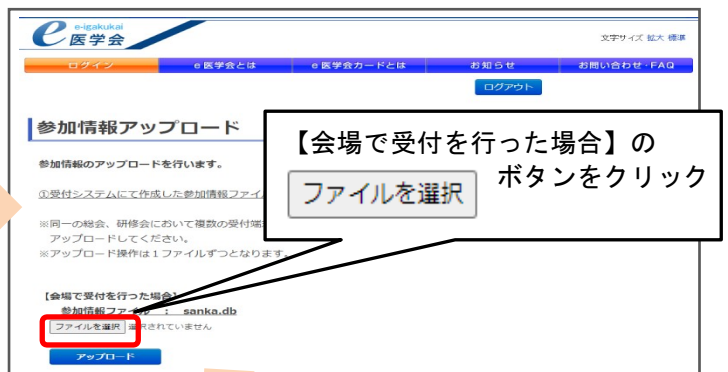 e-igakukai
e医学会
文字サイズ 拡大 標準
ログイン
e医学会とは
e医学会カードとは
お知らせ
お問い合わせ・FAQ
ログアウト
参加情報アップロード
【会場で受付を行った場合】の
ボタンをクリック
ファイルを選択
参加情報のアップロードを行います。
①受付システムにて作成した参加情報ファイル
※同一の総会、研修会において複数の受付端
アップロードしてください。
※アップロード操作は1ファイルずつとなります。
【会場で受付を行った場合】
参加情報ファイル : sanka.db
ファイルを選択 選択されていません
アップロード